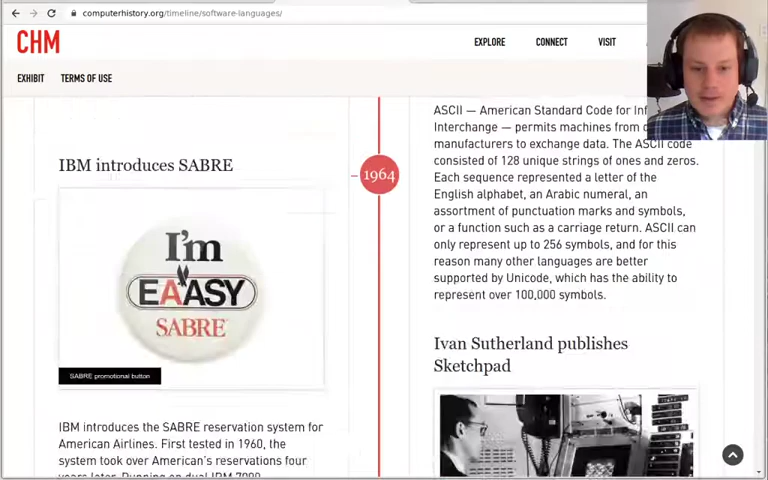 computerhistory.org/timeline/software-languages/
CHM
EXPLORE
CONNECT
VISIT
EXHIBIT
TERMS OF USE
IBM introduces SABRE
I'm
EAASY
SABRE
SABRE promotional button
IBM introduces the SABRE reservation system for
American Airlines. First tested in 1960, the
system took over American's reservations four
years later. Running on dual IBM 7090
1964
ASCII — American Standard Code for Inf
Interchange — permits machines from d
manufacturers to exchange data. The ASCII code
consisted of 128 unique strings of ones and zeros.
Each sequence represented a letter of the
English alphabet, an Arabic numeral, an
assortment of punctuation marks and symbols,
or a function such as a carriage return. ASCII can
only represent up to 256 symbols, and for this
reason many other languages are better
supported by Unicode, which has the ability to
represent over 100,000 symbols.
Ivan Sutherland publishes
Sketchpad